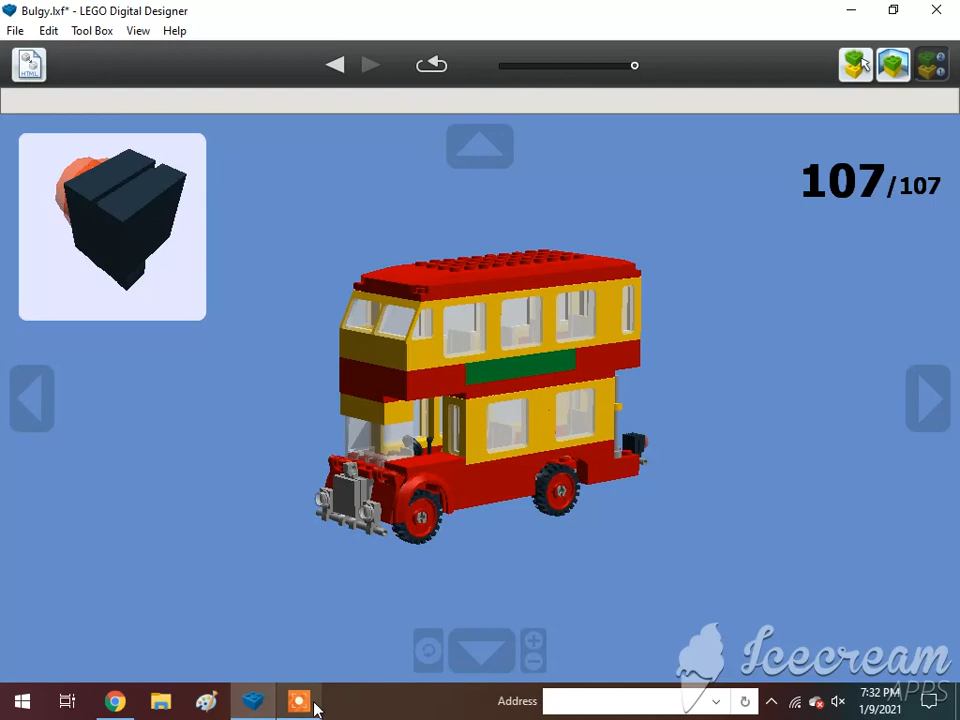 Bulgy.lxf* - LEGO Digital Designer
File Edit Tool Box View Help
HTML
107/107
Icecream
APPS
Address
7:32 PM
1/9/2021